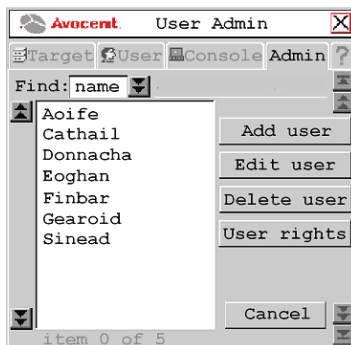 Avocent. User Admin
Target User Console Admin ?
Find: name
Aoife
Cathail
Donnacha
Eoghan
Finbar
Gearoid
Sinead
Add user
Edit user
Delete user
User rights
Cancel
item 0 of 5